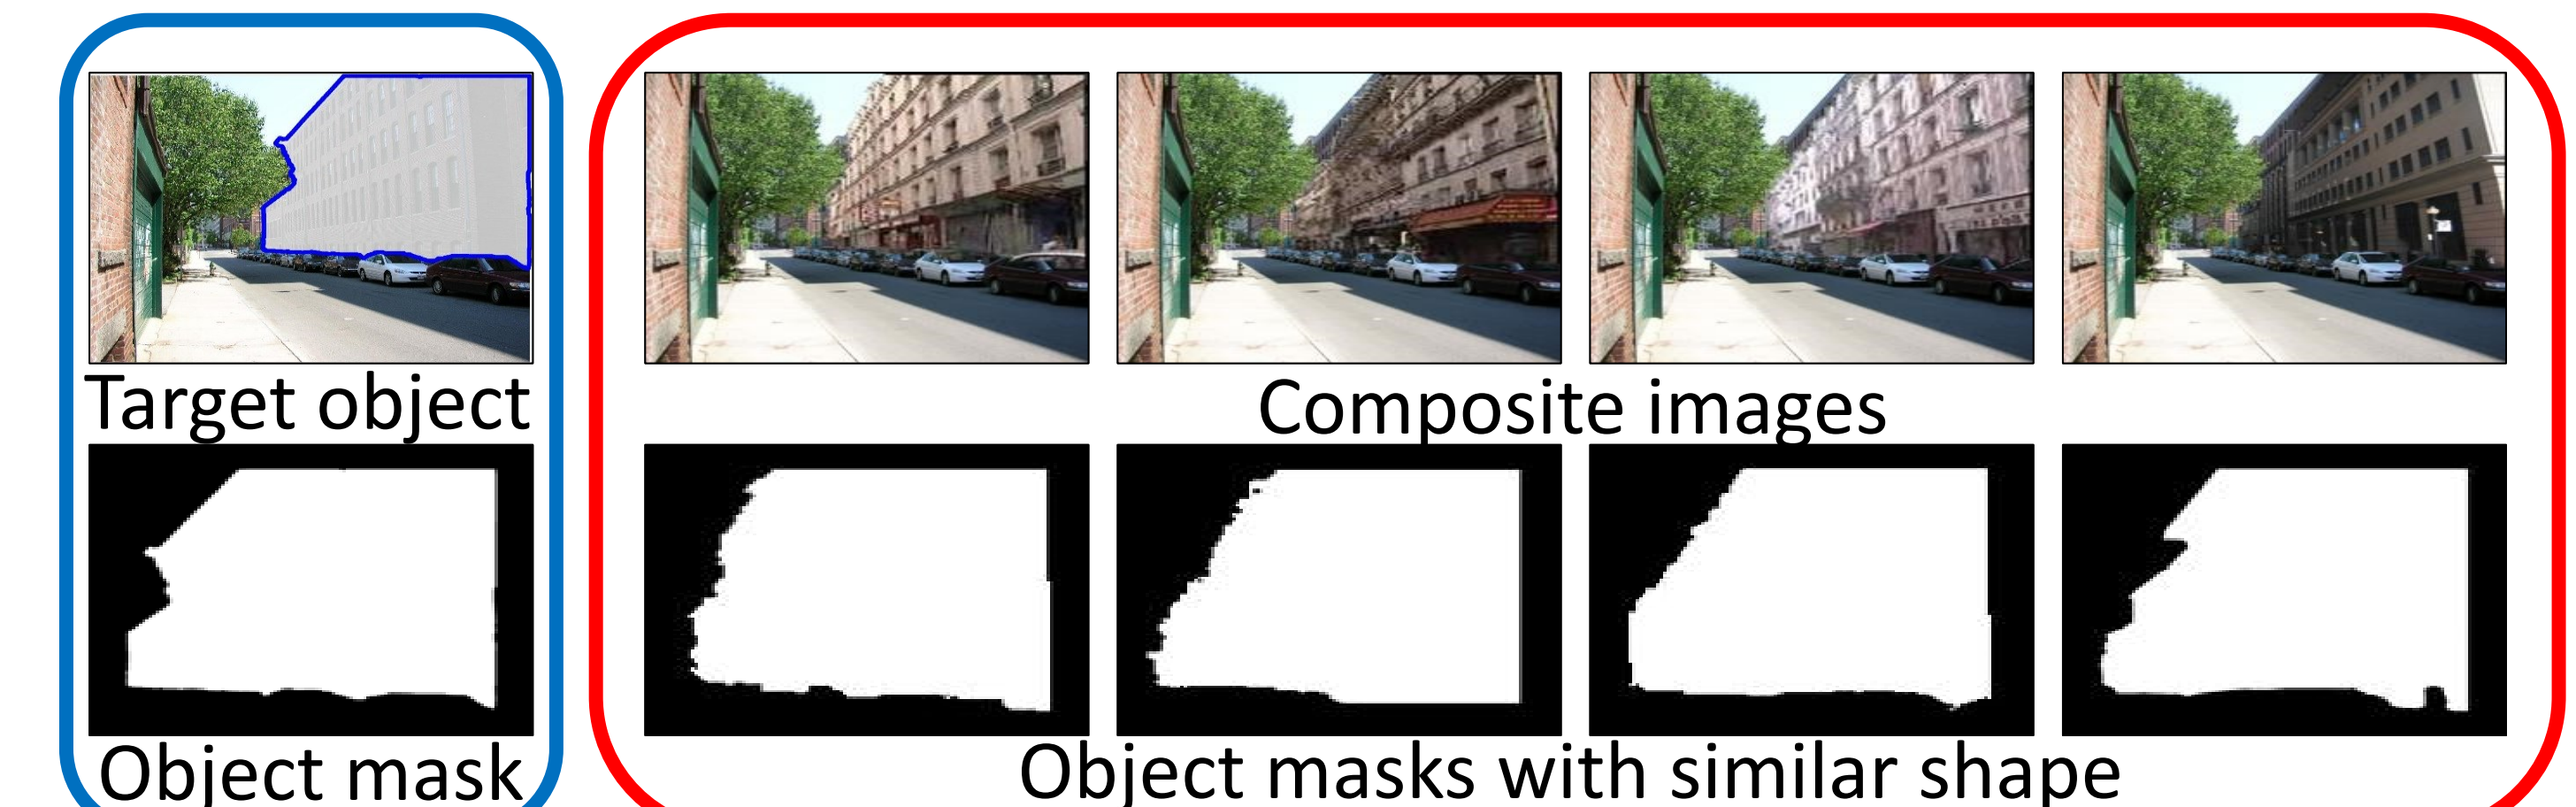 Target object
Composite images
Object mask
Object masks with similar shape